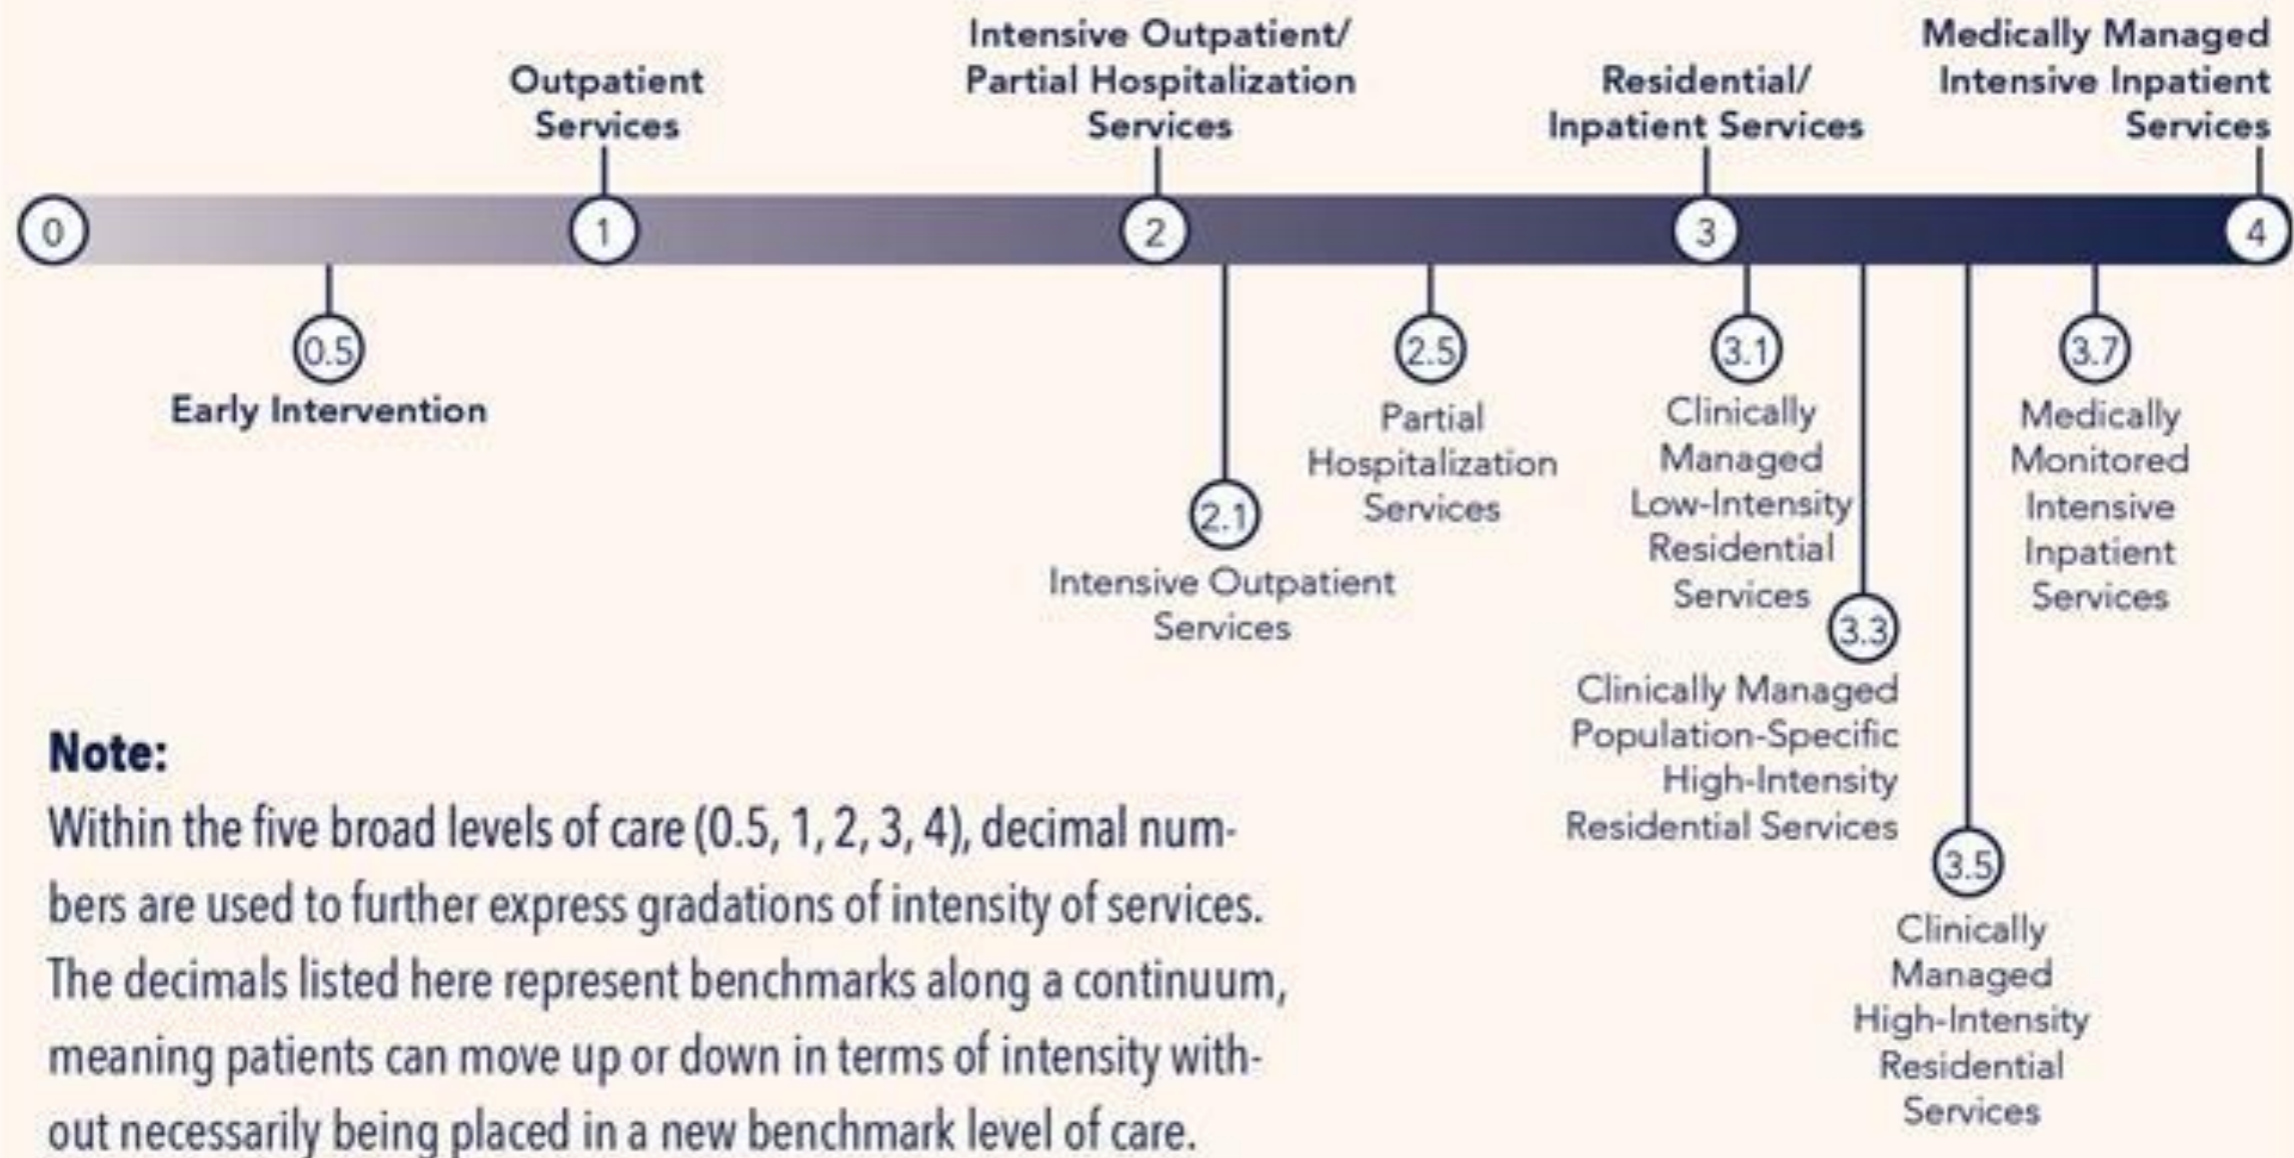 Outpatient
Services
Intensive Outpatient/
Partial Hospitalization
Services
Residential/
Inpatient Services
Medically Managed
Intensive Inpatient
Services
0
1
2
3
4
0.5
Early Intervention
2.1
Intensive Outpatient
Services
2.5
Partial
Hospitalization
Services
3.1
Clinically
Managed
Low-Intensity
Residential
Services
3.3
Clinically Managed
Population-Specific
High-Intensity
Residential Services
3.5
Clinically
Managed
High-Intensity
Residential
Services
3.7
Medically
Monitored
Intensive
Inpatient
Services
Note:
Within the five broad levels of care (0.5, 1, 2, 3, 4), decimal num-
bers are used to further express gradations of intensity of services.
The decimals listed here represent benchmarks along a continuum,
meaning patients can move up or down in terms of intensity with-
out necessarily being placed in a new benchmark level of care.